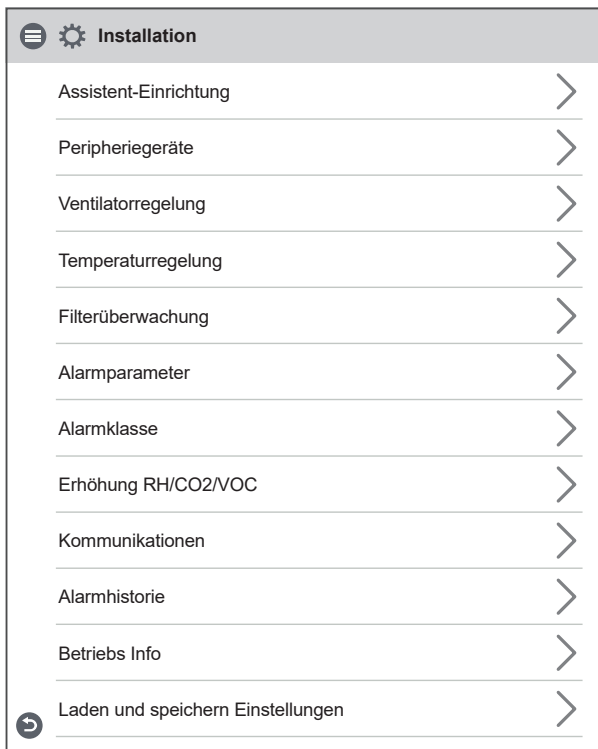 Installation
Assistent-Einrichtung
Peripheriegeräte
Ventilatorregelung
Temperaturregelung
Filterüberwachung
Alarmparameter
Alarmklasse
Erhöhung RH/CO2/VOC
Kommunikationen
Alarmhistorie
Betriebs Info
Laden und speichern Einstellungen